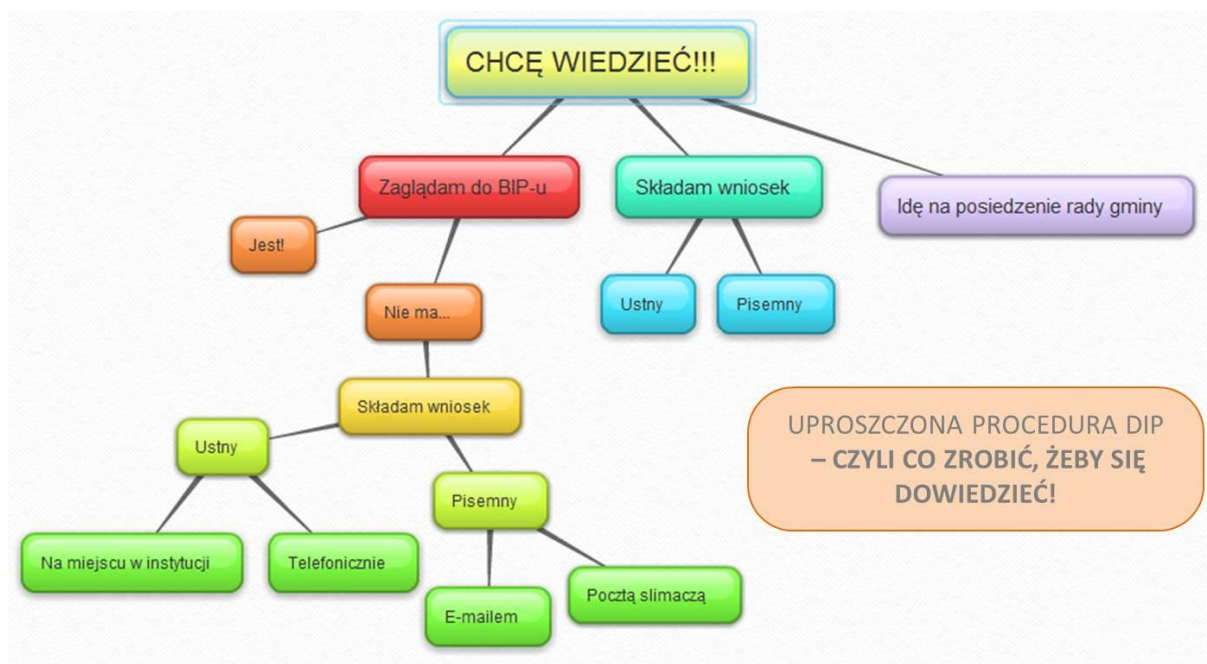 CHCĘ WIEDZIEĆ!!!
Zaglądam do BIP-u
Składam wniosek
Idę na posiedzenie rady gminy
Jest!
Nie ma...
Ustny
Pisemny
Składam wniosek
Ustny
Pisemny
Na miejscu w instytucji
Telefonicznie
E-mailem
Pocztą slimaczą
UPROSZCZONA PROCEDURA DIP
– CZYLI CO ZROBIĆ, ŻEBY SIĘ
DOWIEDZIEĆ!